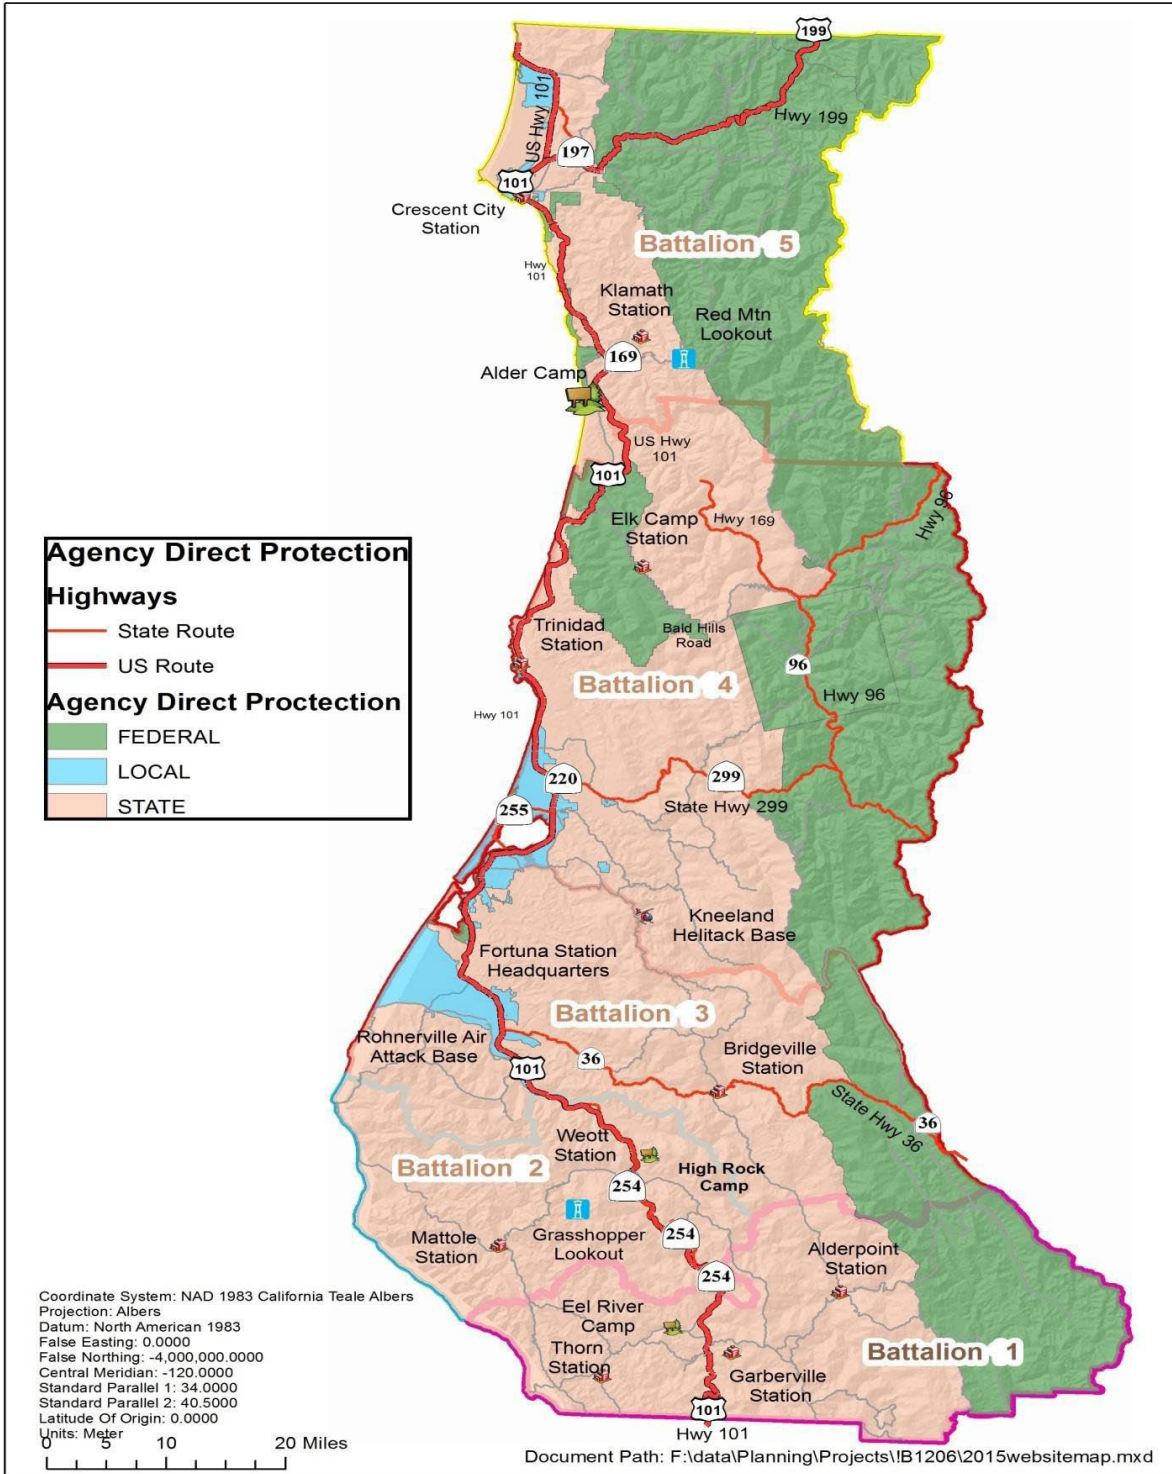 199
Hwy 199
US Hwy 101
197
101
Crescent City
Station
Battalion 5
Hwy
101
Klamath
Station
Red Mtn
Lookout
169
Alder Camp
US Hwy
101
101
Hwy 96
Elk Camp
Station
Hwy 169
Agency Direct Protection
Highways
State Route
US Route
Agency Direct Proctection
FEDERAL
LOCAL
STATE
Trinidad
Station
Bald Hills
Road
96
Battalion 4
Hwy 96
Hwy 101
220
299
255
State Hwy 299
Kneeland
Helitack Base
Fortuna Station
Headquarters
Battalion 3
Rohnerville Air
Attack Base
Bridgeville
Station
36
101
State Hwy 36
36
Weott
Station
Battalion 2
High Rock
Camp
254
Mattole
Station
Grasshopper
Lookout
254
Alderpoint
Station
254
Eel River
Camp
Thorn
Station
Battalion 1
Garberville
Station
101
Hwy 101
Coordinate System: NAD 1983 California Teale Albers
Projection: Albers
Datum: North American 1983
False Easting: 0.0000
False Northing: -4,000,000.0000
Central Meridian: -120.0000
Standard Parallel 1: 34.0000
Standard Parallel 2: 40.5000
Latitude Of Origin: 0.0000
Units: Meter
0 5 10 20 Miles
Document Path: F:\data\Planning\Projects\!B1206\2015websitemap.mxd